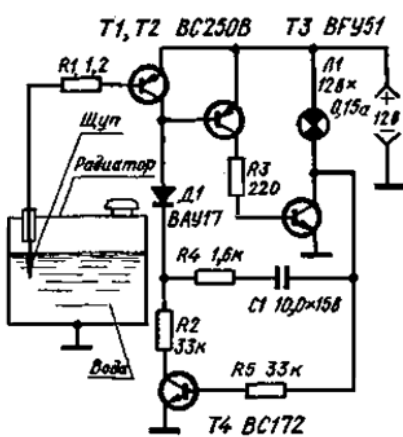 T1, T2 BC250B T3 BFY51
R1 1,2
Л1
12В×
0,15а
+
12В
−
Щуп
Радиатор
R3
220
Д1
BAY17
R4 1,6к
C1 10,0×15В
R2
33к
R5 33к
Вода
T4 BC172